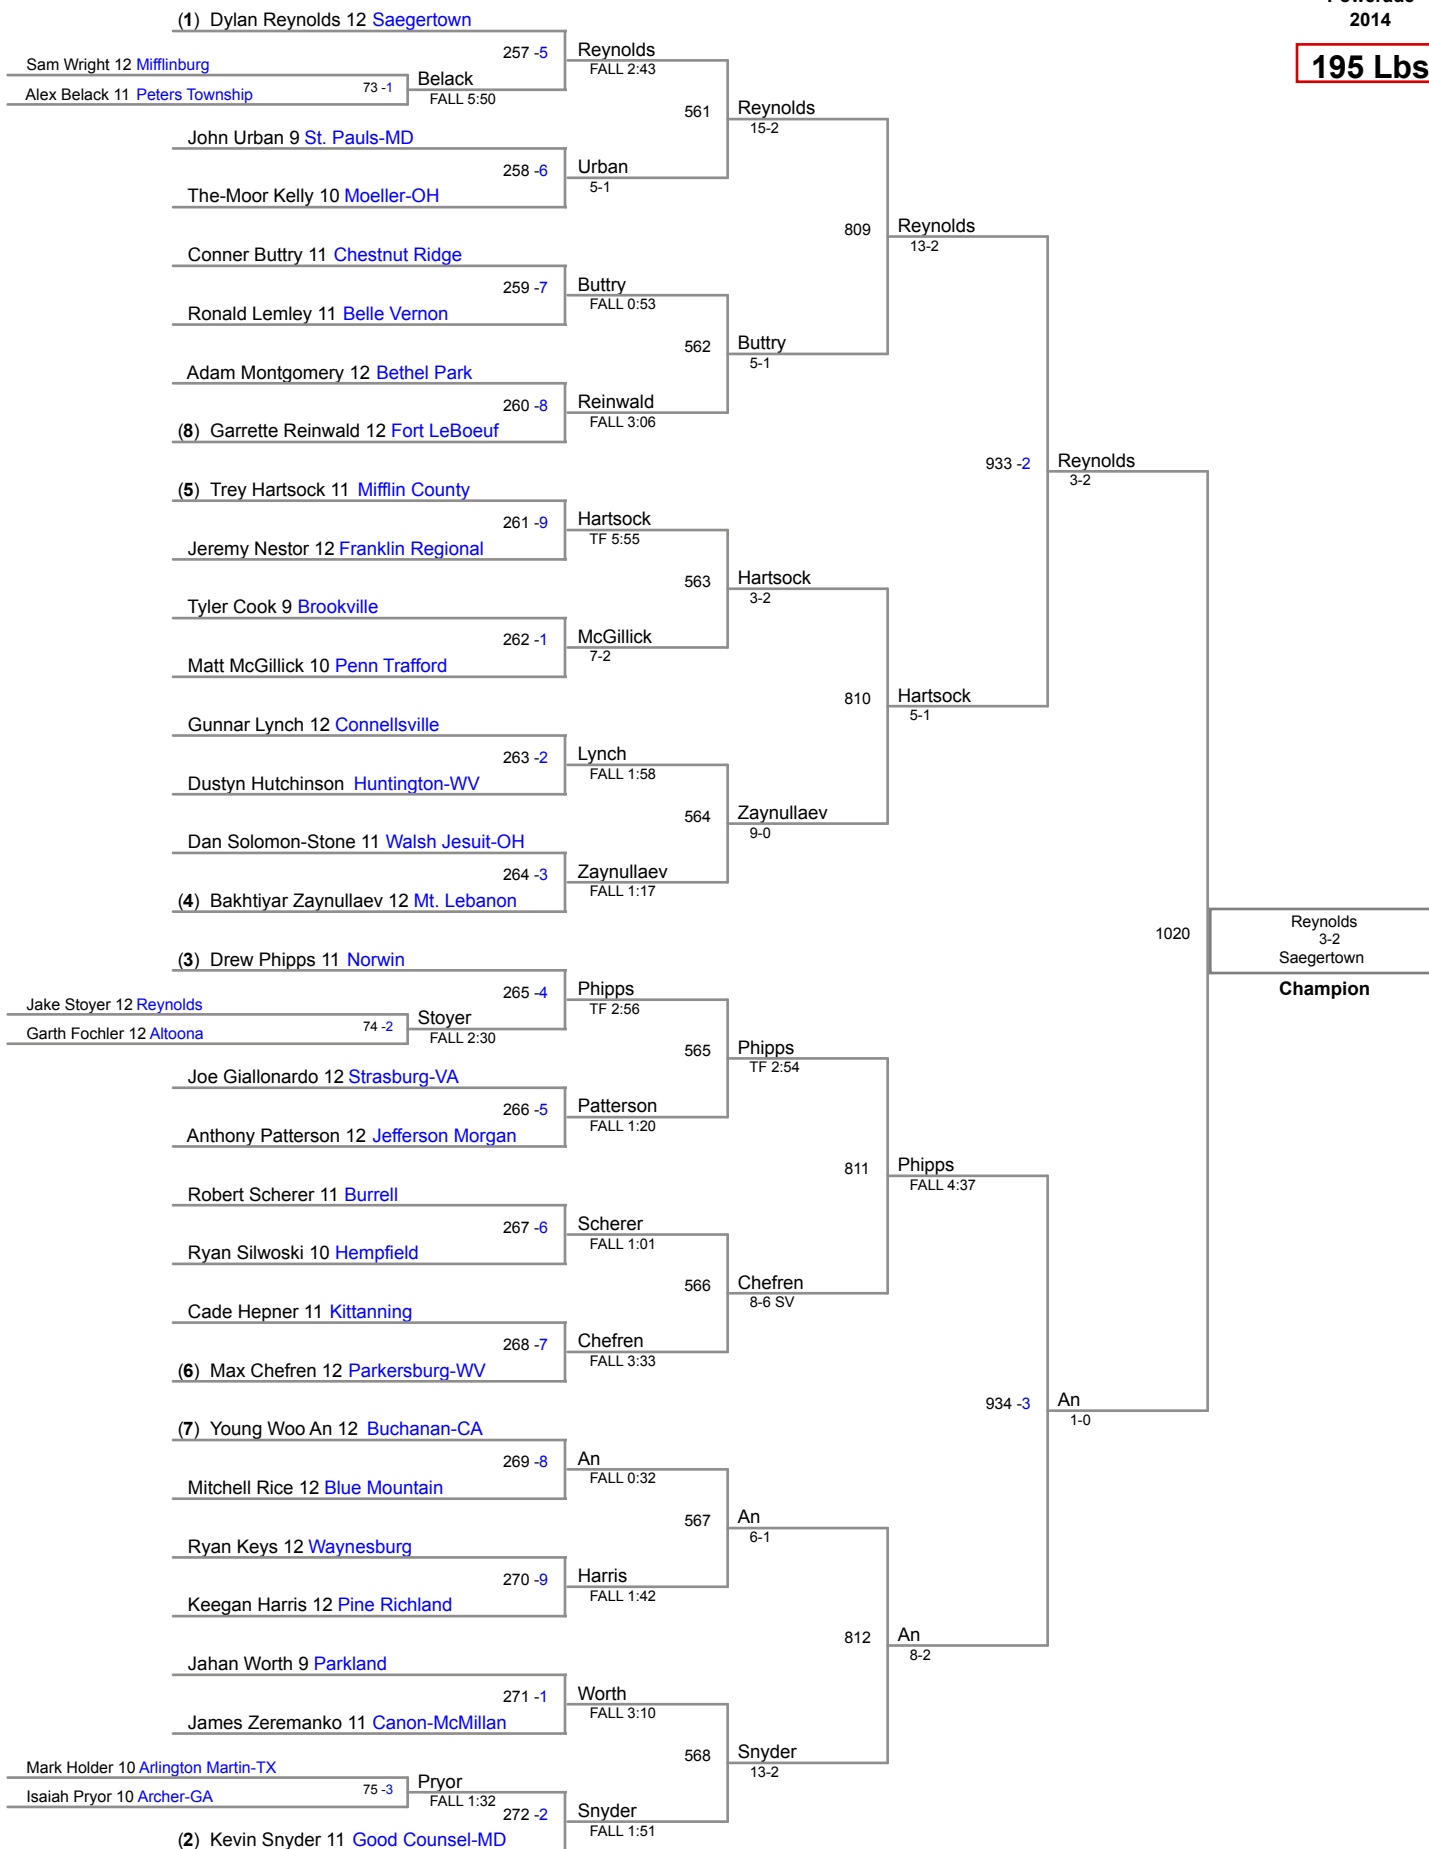 2014
195 Lbs
(1) Dylan Reynolds 12 Saegertown
257 -5
Reynolds
FALL 2:43
Sam Wright 12 Mifflinburg
Alex Belack 11 Peters Township
73 -1
Belack
FALL 5:50
561
Reynolds
15-2
John Urban 9 St. Pauls-MD
258 -6
Urban
5-1
The-Moor Kelly 10 Moeller-OH
809
Reynolds
13-2
Conner Buttry 11 Chestnut Ridge
259 -7
Buttry
FALL 0:53
Ronald Lemley 11 Belle Vernon
562
Buttry
5-1
Adam Montgomery 12 Bethel Park
260 -8
Reinwald
FALL 3:06
(8) Garrette Reinwald 12 Fort LeBoeuf
933 -2
Reynolds
3-2
(5) Trey Hartsock 11 Mifflin County
261 -9
Hartsock
TF 5:55
Jeremy Nestor 12 Franklin Regional
563
Hartsock
3-2
Tyler Cook 9 Brookville
262 -1
McGillick
7-2
Matt McGillick 10 Penn Trafford
810
Hartsock
5-1
Gunnar Lynch 12 Connellsville
263 -2
Lynch
FALL 1:58
Dustyn Hutchinson Huntington-WV
564
Zaynullaev
9-0
Dan Solomon-Stone 11 Walsh Jesuit-OH
264 -3
Zaynullaev
FALL 1:17
(4) Bakhtiyar Zaynullaev 12 Mt. Lebanon
1020
Reynolds
3-2
Saegertown
Champion
(3) Drew Phipps 11 Norwin
265 -4
Phipps
TF 2:56
Jake Stoyer 12 Reynolds
Garth Fochler 12 Altoona
74 -2
Stoyer
FALL 2:30
565
Phipps
TF 2:54
Joe Giallonardo 12 Strasburg-VA
266 -5
Patterson
FALL 1:20
Anthony Patterson 12 Jefferson Morgan
811
Phipps
FALL 4:37
Robert Scherer 11 Burrell
267 -6
Scherer
FALL 1:01
Ryan Silwoski 10 Hempfield
566
Chefren
8-6 SV
Cade Hepner 11 Kittanning
268 -7
Chefren
FALL 3:33
(6) Max Chefren 12 Parkersburg-WV
934 -3
An
1-0
(7) Young Woo An 12 Buchanan-CA
269 -8
An
FALL 0:32
Mitchell Rice 12 Blue Mountain
567
An
6-1
Ryan Keys 12 Waynesburg
270 -9
Harris
FALL 1:42
Keegan Harris 12 Pine Richland
812
An
8-2
Jahan Worth 9 Parkland
271 -1
Worth
FALL 3:10
James Zeremanko 11 Canon-McMillan
568
Snyder
13-2
Mark Holder 10 Arlington Martin-TX
Isaiah Pryor 10 Archer-GA
75 -3
Pryor
FALL 1:32
272 -2
Snyder
FALL 1:51
(2) Kevin Snyder 11 Good Counsel-MD